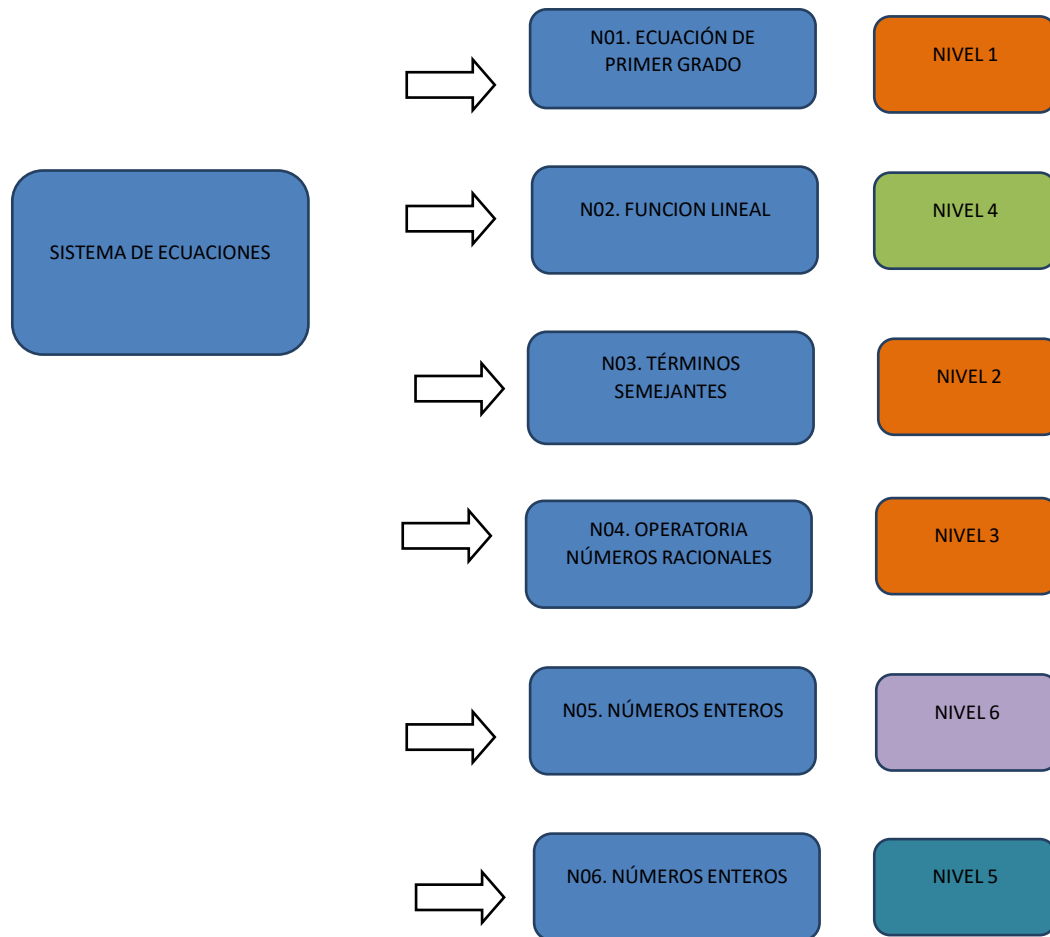 N01. ECUACIÓN DE
PRIMER GRADO
NIVEL 1
SISTEMA DE ECUACIONES
N02. FUNCION LINEAL
NIVEL 4
N03. TÉRMINOS
SEMEJANTES
NIVEL 2
N04. OPERATORIA
NÚMEROS RACIONALES
NIVEL 3
N05. NÚMEROS ENTEROS
NIVEL 6
N06. NÚMEROS ENTEROS
NIVEL 5